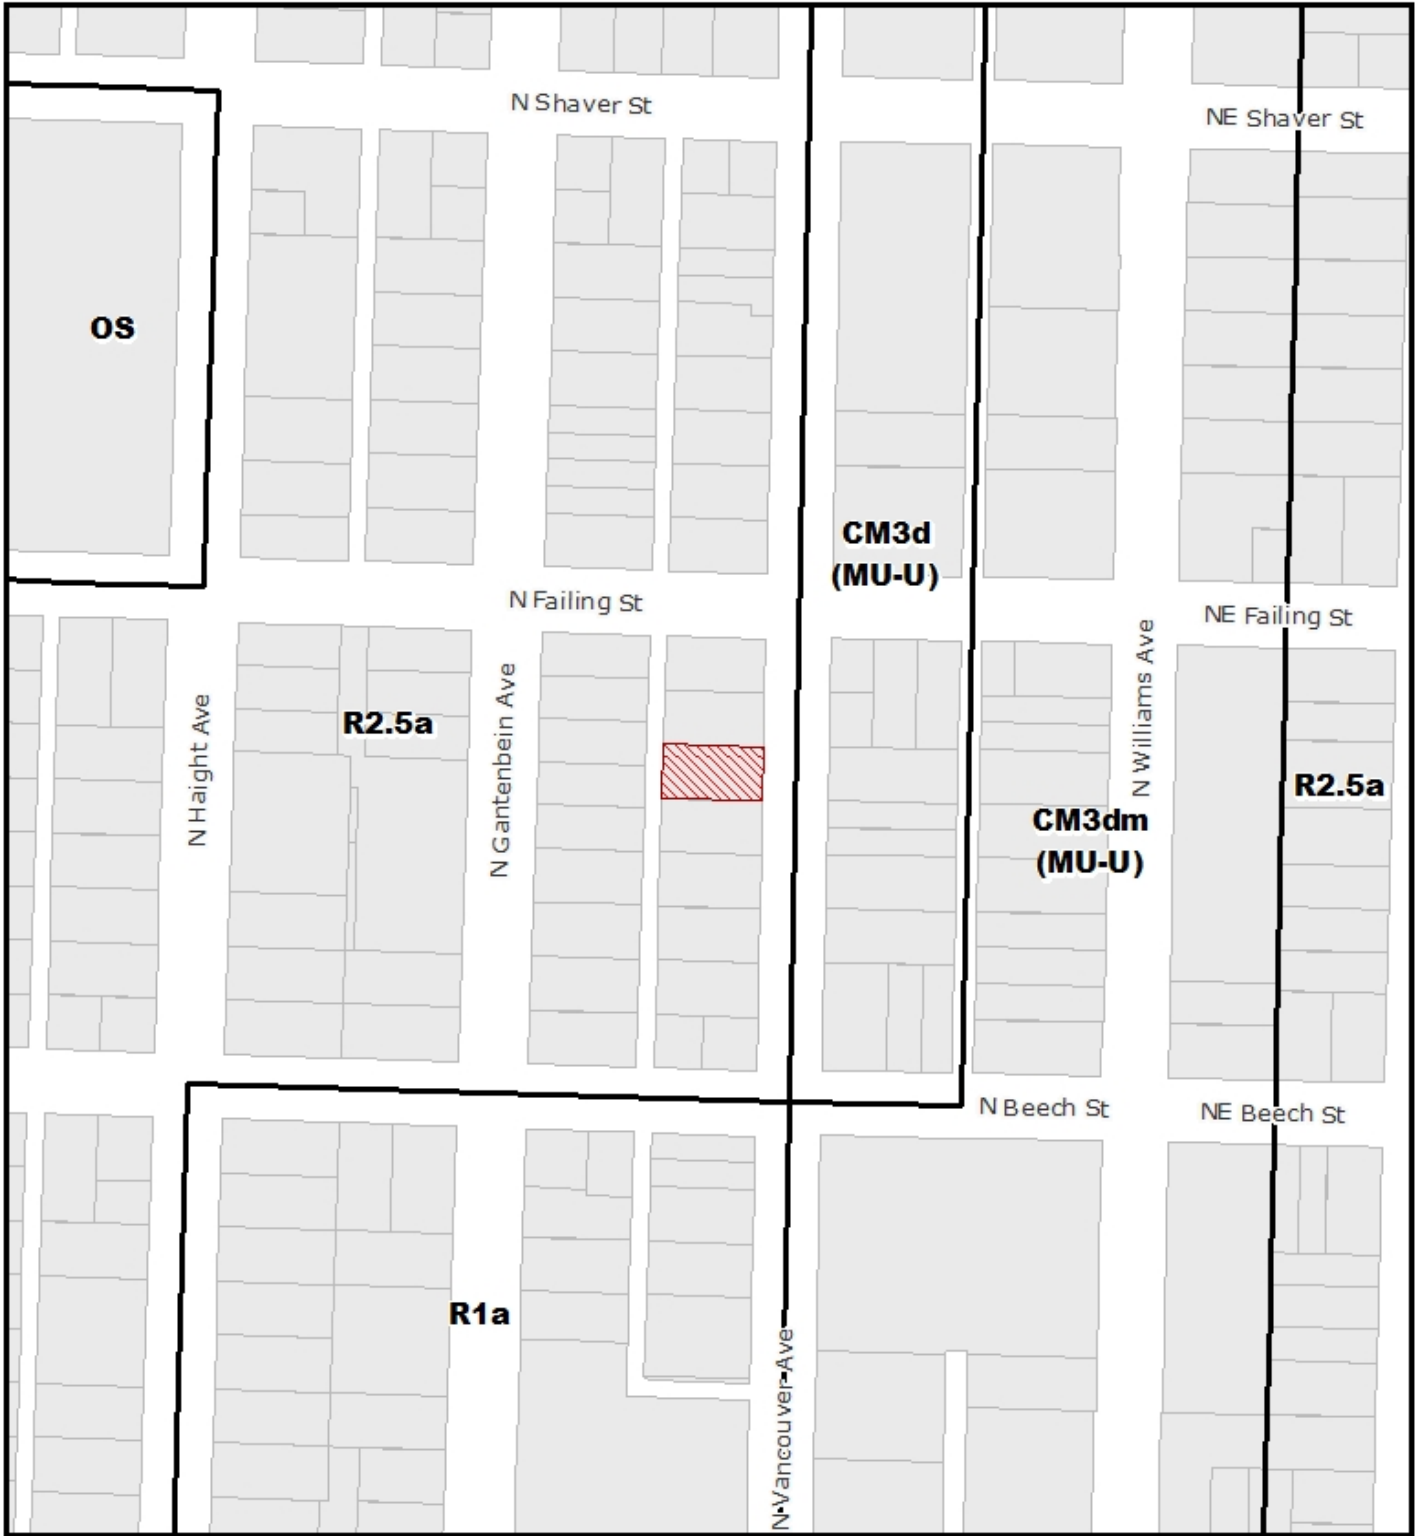 N Shaver St
NE Shaver St
OS
CM3d
(MU-U)
N Failing St
NE Failing St
N Haight Ave
R2.5a
N Gantenbein Ave
N Williams Ave
R2.5a
CM3dm
(MU-U)
N Beech St
NE Beech St
R1a
N Vancouver Ave